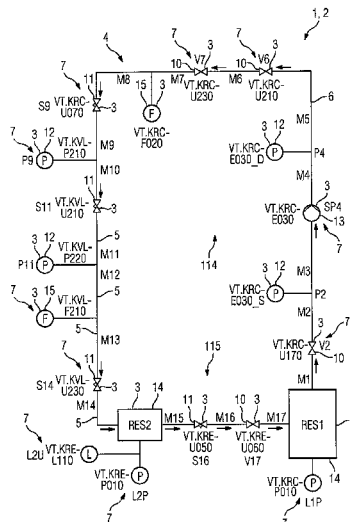 1, 2
4
7
7
V7
V6
10
3
10
3
M8
M7
M6
VT.KRC-
U230
VT.KRC-
U210
7
11
15
3
F
VT.KRC-
F020
S9
VT.KRC-
U070
3
6
7
M5
M9
3
12
P
P9
VT.KVL-
P210
M10
3
12
P
P4
VT.KRC-
E030_D
M4
7
11
S11
VT.KVL-
U210
3
3
SP4
VT.KRC-
E030
13
7
114
7
5
3
12
P
P11
VT.KVL-
P220
M11
M12
7
3
15
F
VT.KVL-
F210
5
5
M13
M3
3
12
P
P2
VT.KRC-
E030_S
M2
7
3
V2
VT.KRC-
U170
10
115
7
11
S14
VT.KVL-
U230
3
M14
5
3
14
RES2
M15
7
11
3
VT.KRE-
U050
S16
M16
7
10
3
VT.KRE-
U060
V17
M17
M1
RES1
14
7
L2U
L
VT.KRE-
L110
P
VT.KRE-
P010
L2P
7
VT.KRC-
P010
P
L1P